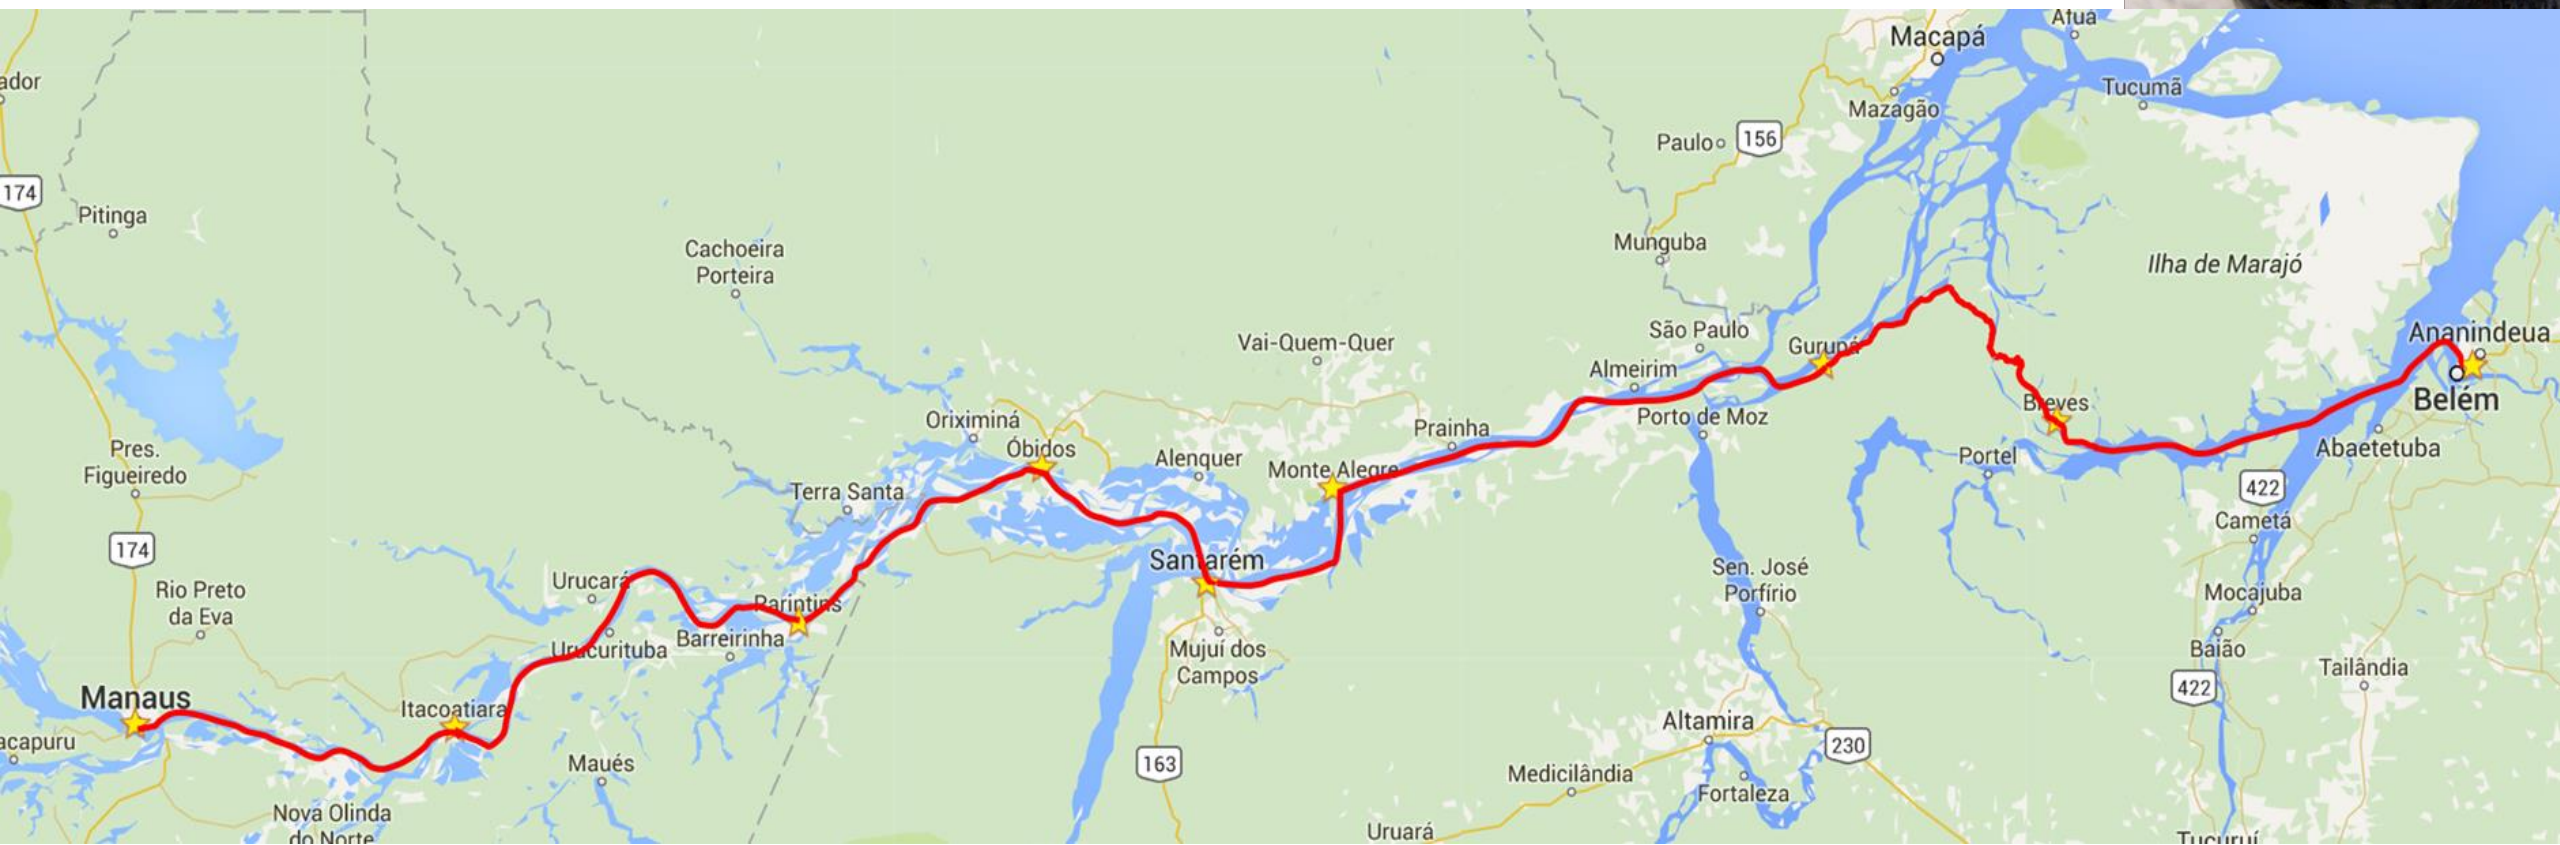 Afuá
Macapá
ador
Tucumã
Mazagão
Paulo
156
174
Pitinga
Munguba
Cachoeira
Porteira
Ilha de Marajó
São Paulo
Ananindeua
Vai-Quem-Quer
Gurupá
Almeirim
Belém
Breves
Porto de Moz
Oriximiná
Prainha
Óbidos
Abaetetuba
Pres.
Figueiredo
Alenquer
Monte Alegre
Portel
Terra Santa
422
Cametá
174
Santarém
Urucará
Sen. José
Porfírio
Rio Preto
da Eva
Parintins
Mocajuba
Barreirinha
Urucurituba
Mujuí dos
Campos
Baião
Tailândia
422
Manaus
Itacoatiara
Altamira
acapuru
230
Maués
163
Medicilândia
Fortaleza
Nova Olinda
do Norte
Uruará
Tucuruí